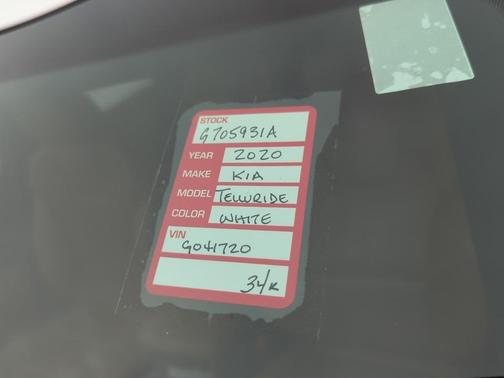 STOCK
G705931A
YEAR 2020
MAKE KIA
MODEL TELLURIDE
COLOR WHITE
VIN
G041720
34K